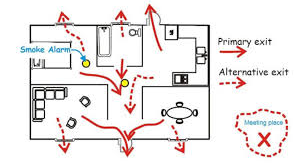 Smoke Alarm
Primary exit
Alternative exit
Meeting place
X